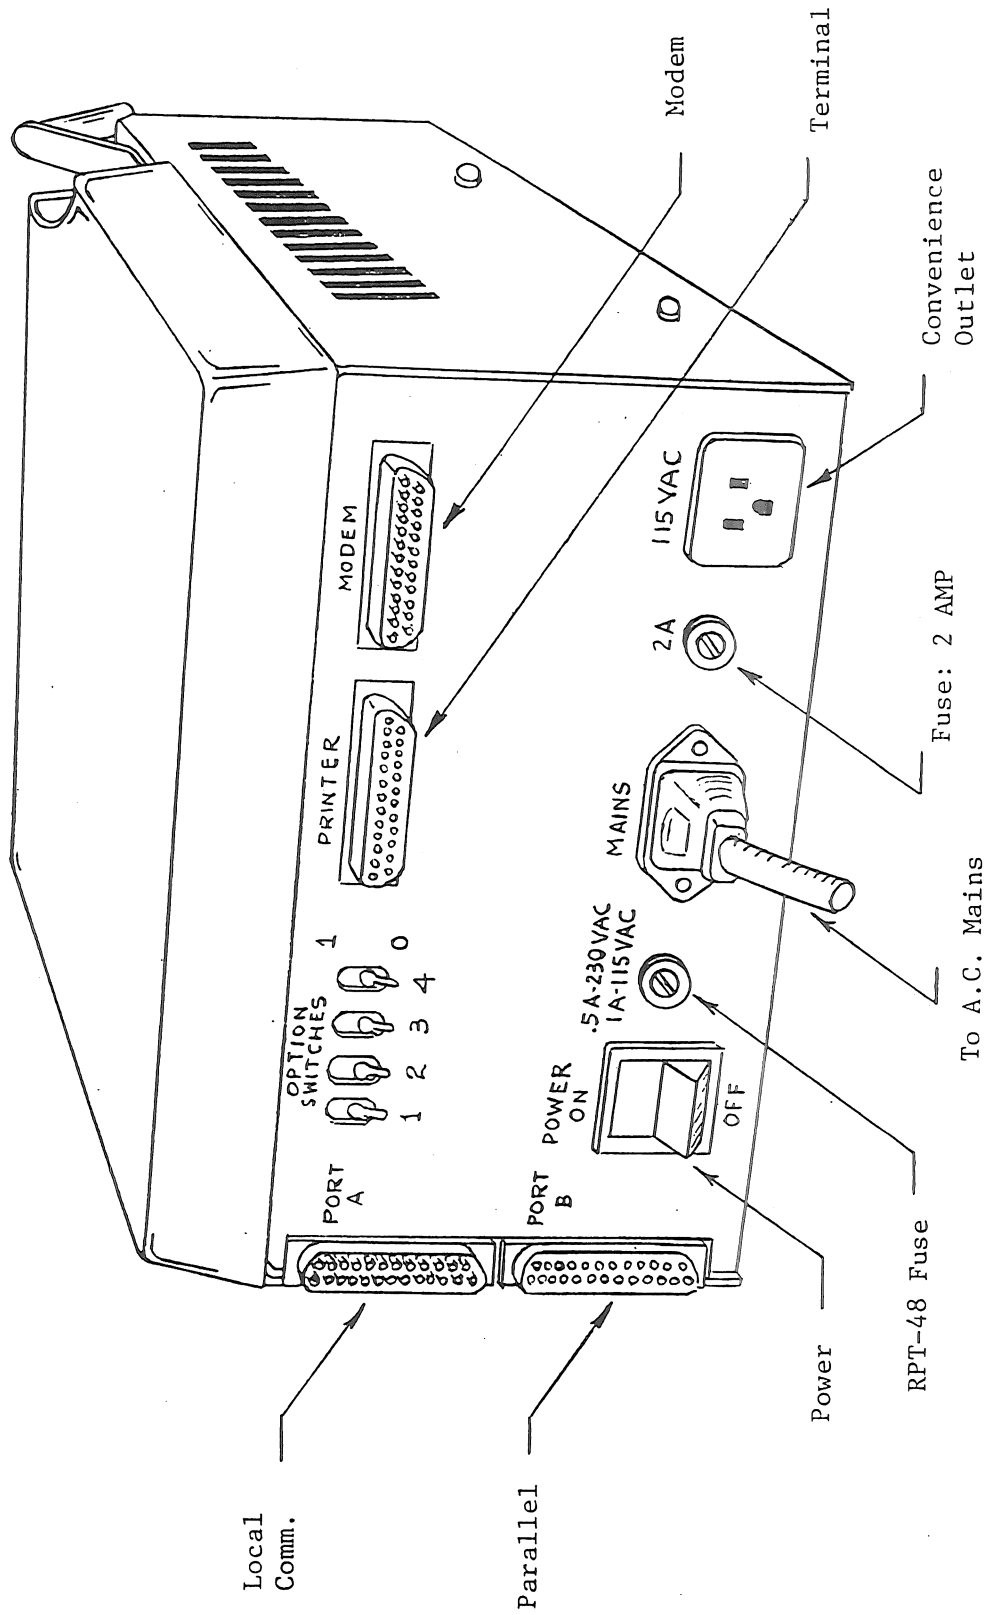 Local
Comm.
Parallel
Power
RPT-48 Fuse
To A.C. Mains
Fuse: 2 AMP
Convenience
Outlet
Terminal
Modem
PORT
A
PORT
B
OPTION
SWITCHES
1
0
1 2 3 4
PRINTER
MODEM
POWER
ON
OFF
.5A-230VAC
1A-115VAC
MAINS
2A
115VAC